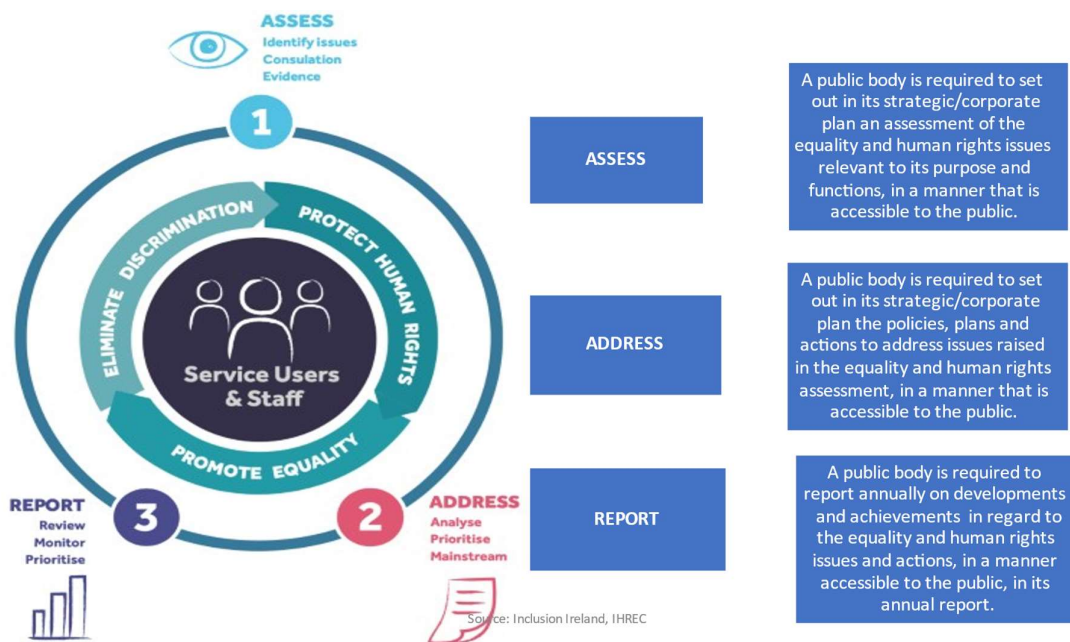 ASSESS
Identify issues
Consulation
Evidence
1
ELIMINATE DISCRIMINATION
PROTECT HUMAN RIGHTS
PROMOTE EQUALITY
Service Users
& Staff
REPORT
Review
Monitor
Prioritise
3
2
ADDRESS
Analyse
Prioritise
Mainstream
ASSESS
A public body is required to set
out in its strategic/corporate
plan an assessment of the
equality and human rights issues
relevant to its purpose and
functions, in a manner that is
accessible to the public.
ADDRESS
A public body is required to set
out in its strategic/corporate
plan the policies, plans and
actions to address issues raised
in the equality and human rights
assessment, in a manner that is
accessible to the public.
REPORT
A public body is required to
report annually on developments
and achievements in regard to
the equality and human rights
issues and actions, in a manner
accessible to the public, in its
annual report.
Source: Inclusion Ireland, IHREC